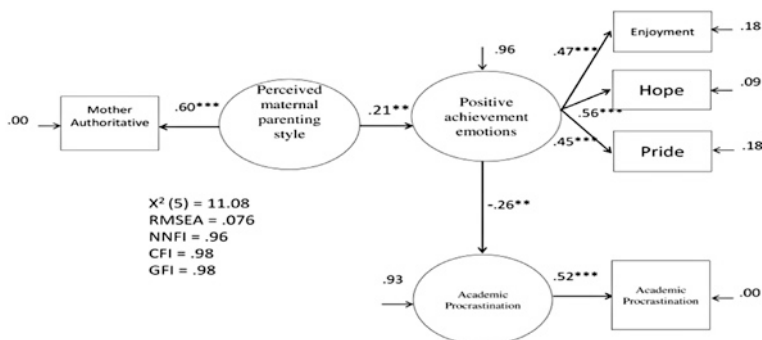 .96
.47***
Enjoyment
.18
Perceived
maternal
parenting
style
Mother
Authoritative
.00
.60***
.21**
Positive
achievement
emotions
.56***
Hope
.09
.45***
Pride
.18
X² (5) = 11.08
RMSEA = .076
NNFI = .96
CFI = .98
GFI = .98
-.26**
.93
Academic
Procrastination
.52***
Academic
Procrastination
.00